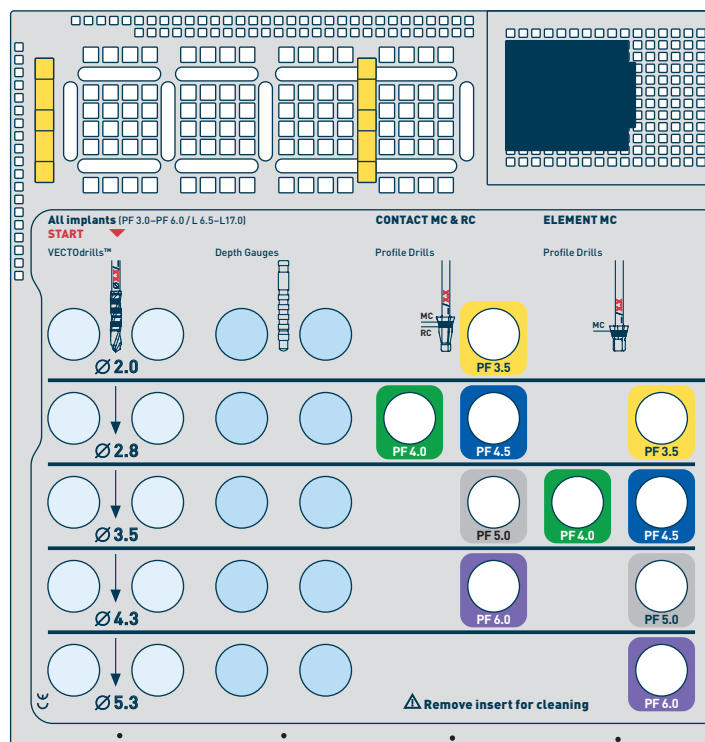 All implants (PF 3.0–PF 6.0 / L 6.5–L17.0)
START
CONTACT MC & RC
ELEMENT MC
VECTOdrills™
Depth Gauges
Profile Drills
Profile Drills
ØXX
XX
XX
MC
RC
MC
Ø 2.0
PF 3.5
Ø 2.8
PF 4.0
PF 4.5
PF 3.5
Ø 3.5
PF 5.0
PF 4.0
PF 4.5
Ø 4.3
PF 6.0
PF 5.0
Ø 5.3
PF 6.0
CE
⚠ Remove insert for cleaning